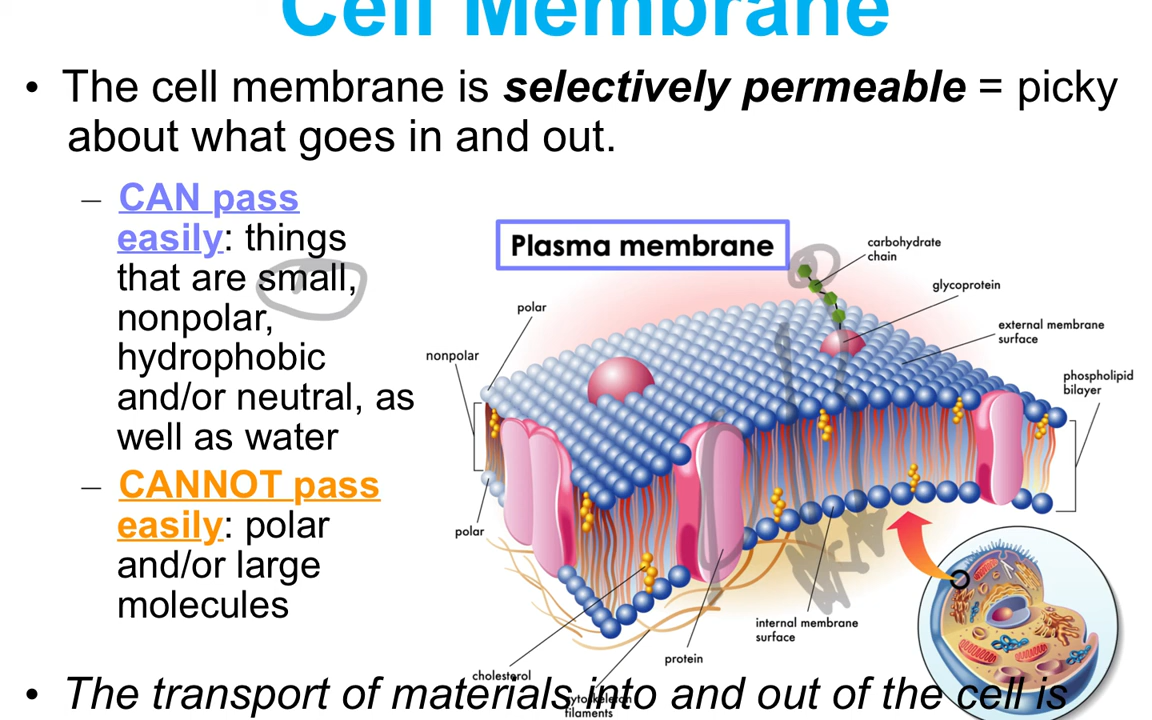 Cell Membrane
• The cell membrane is selectively permeable = picky
about what goes in and out.
– CAN pass
easily: things
that are small,
nonpolar,
hydrophobic
and/or neutral, as
well as water
– CANNOT pass
easily: polar
and/or large
molecules
Plasma membrane
carbohydrate
chain
glycoprotein
external membrane
surface
phospholipid
bilayer
polar
nonpolar
polar
internal membrane
surface
protein
cholesterol
cytoskeleton
filaments
• The transport of materials into and out of the cell is